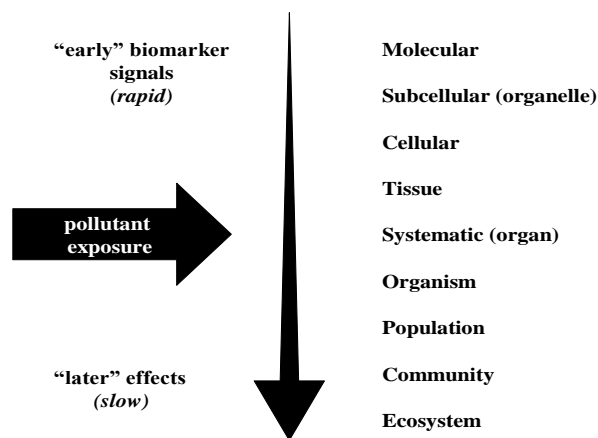 “early” biomarker
signals
(rapid)
pollutant
exposure
“later” effects
(slow)
Molecular
Subcellular (organelle)
Cellular
Tissue
Systematic (organ)
Organism
Population
Community
Ecosystem